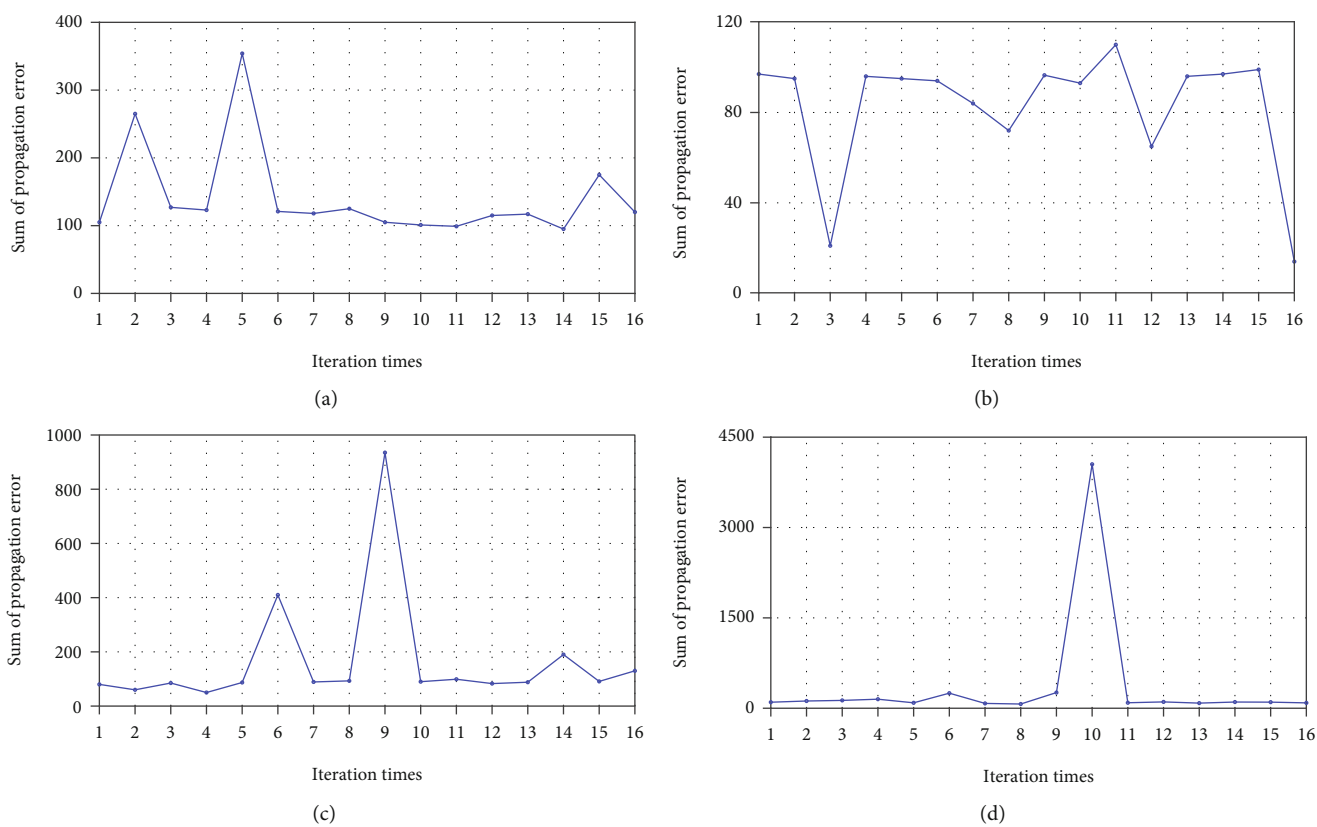 400
300
200
100
0
Sum of propagation error
1 2 3 4 5 6 7 8 9 10 11 12 13 14 15 16
Iteration times
(a)
120
80
40
0
Sum of propagation error
1 2 3 4 5 6 7 8 9 10 11 12 13 14 15 16
Iteration times
(b)
1000
800
600
400
200
0
Sum of propagation error
1 2 3 4 5 6 7 8 9 10 11 12 13 14 15 16
Iteration times
(c)
4500
3000
1500
0
Sum of propagation error
1 2 3 4 5 6 7 8 9 10 11 12 13 14 15 16
Iteration times
(d)